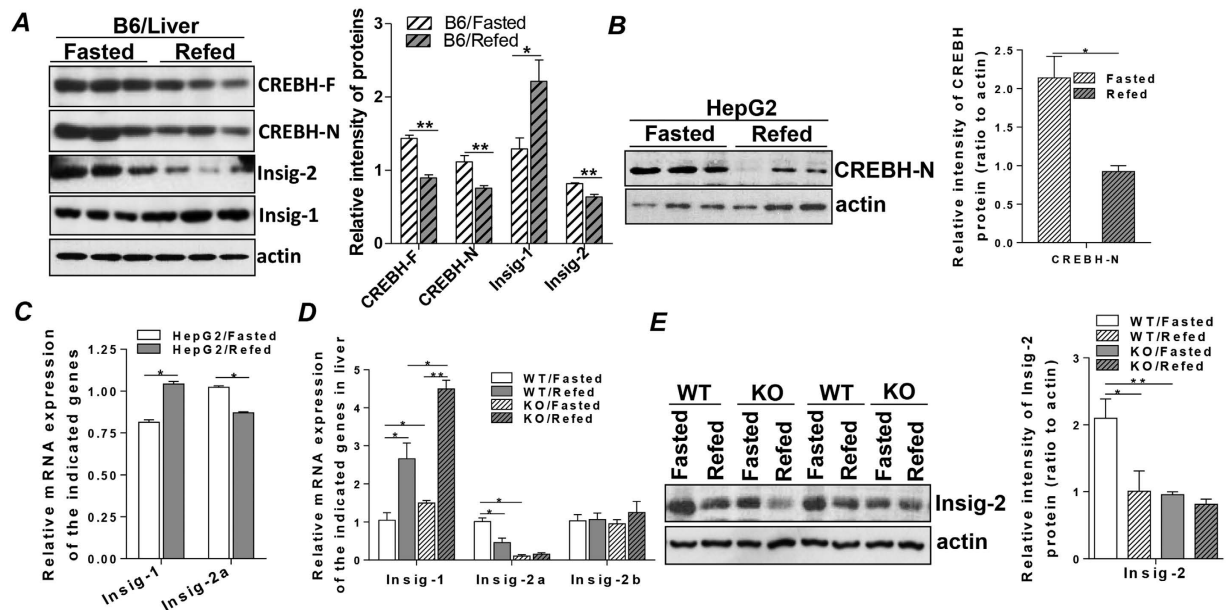 A
B6/Liver
Fasted Refed
CREBH-F
CREBH-N
Insig-2
Insig-1
actin
Relative intensity of proteins
3
2
1
0
B6/Fasted
B6/Refed
**
**
*
**
CREBH-F
CREBH-N
Insig-1
Insig-2
B
HepG2
Fasted Refed
CREBH-N
actin
Relative intensity of CREBH
protein (ratio to actin)
2.5
2.0
1.5
1.0
0.5
0.0
*
Fasted
Refed
CREBH-N
C
Relative mRNA expression
of the indicated genes
1.25
1.00
0.75
0.50
0.25
0.00
HepG2/Fasted
HepG2/Refed
*
*
Insig-1
Insig-2a
D
Relative mRNA expression
of the indicated genes in liver
5
4
3
2
1
0
WT/Fasted
WT/Refed
KO/Fasted
KO/Refed
*
**
*
*
*
*
Insig-1 Insig-2a Insig-2b
E
WT KO WT KO
Fasted Refed Fasted Refed Fasted Refed Fasted Refed
Insig-2
actin
Relative intensity of Insig-2
protein (ratio to actin)
3
2
1
0
WT/Fasted
WT/Refed
KO/Fasted
KO/Refed
**
*
Insig-2